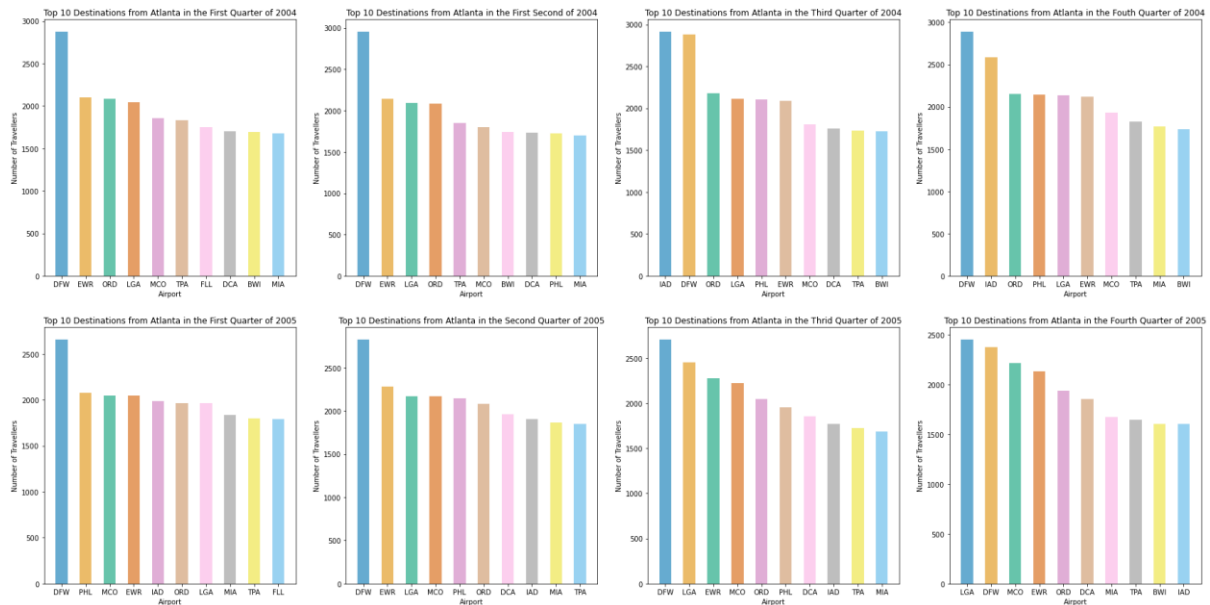 Top 10 Destinations from Atlanta in the First Quarter of 2004
Number of Travellers
3000
2500
2000
1500
1000
500
0
DFW EWR ORD LGA MCO TPA FLL DCA BWI MIA
Airport
Top 10 Destinations from Atlanta in the First Second of 2004
Number of Travellers
3000
2500
2000
1500
1000
500
0
DFW EWR LGA ORD TPA MCO BWI DCA PHL MIA
Airport
Top 10 Destinations from Atlanta in the Third Quarter of 2004
Number of Travellers
3000
2500
2000
1500
1000
500
0
IAD DFW ORD LGA PHL EWR MCO DCA TPA BWI
Airport
Top 10 Destinations from Atlanta in the Fouth Quarter of 2004
Number of Travellers
3000
2500
2000
1500
1000
500
0
DFW IAD ORD PHL LGA EWR MCO TPA MIA BWI
Airport
Top 10 Destinations from Atlanta in the First Quarter of 2005
Number of Travellers
2500
2000
1500
1000
500
0
DFW PHL MCO EWR IAD ORD LGA MIA TPA FLL
Airport
Top 10 Destinations from Atlanta in the Second Quarter of 2005
Number of Travellers
2500
2000
1500
1000
500
0
DFW EWR LGA MCO PHL ORD DCA IAD MIA TPA
Airport
Top 10 Destinations from Atlanta in the Thrid Quarter of 2005
Number of Travellers
2500
2000
1500
1000
500
0
DFW LGA EWR MCO ORD PHL DCA IAD TPA MIA
Airport
Top 10 Destinations from Atlanta in the Fourth Quarter of 2005
Number of Travellers
2500
2000
1500
1000
500
0
LGA DFW MCO EWR ORD DCA MIA TPA BWI IAD
Airport